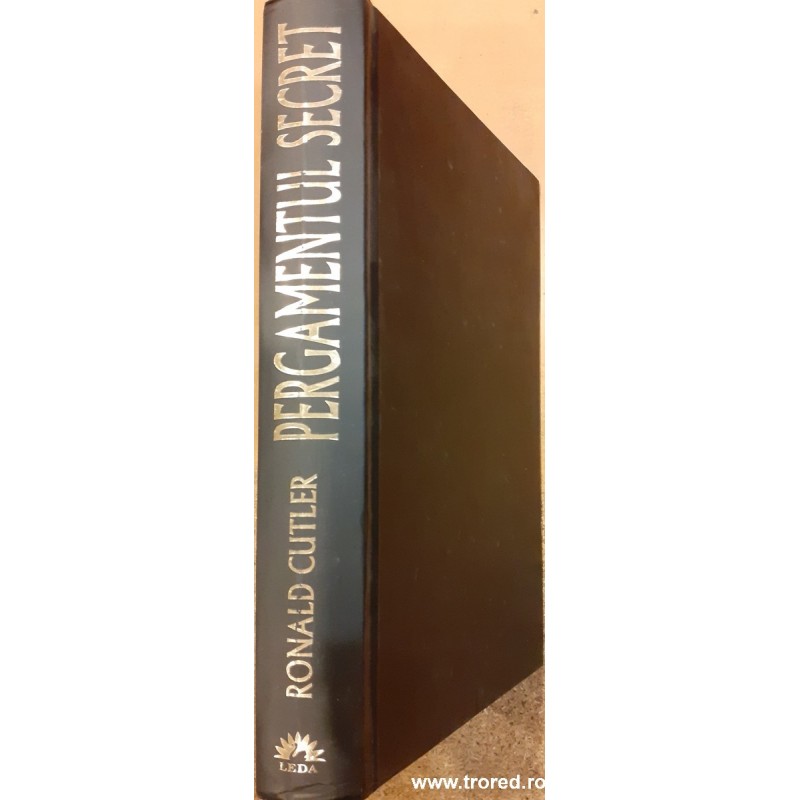 RONALD CUTLER PERGAMENTUL SECRET
LEDA
www.trored.ro